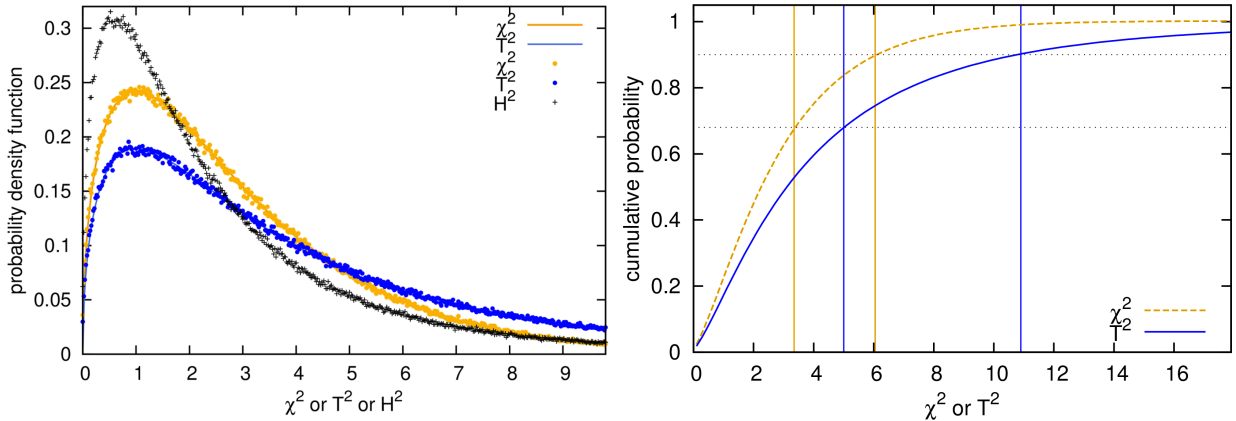 0.3
0.25
0.2
0.15
0.1
0.05
0
0 1 2 3 4 5 6 7 8 9
probability density function
χ² or T² or H²
χ²
T²
χ²
T²
H²
1
0.8
0.6
0.4
0.2
0
0 2 4 6 8 10 12 14 16
cumulative probability
χ² or T²
χ²
T²